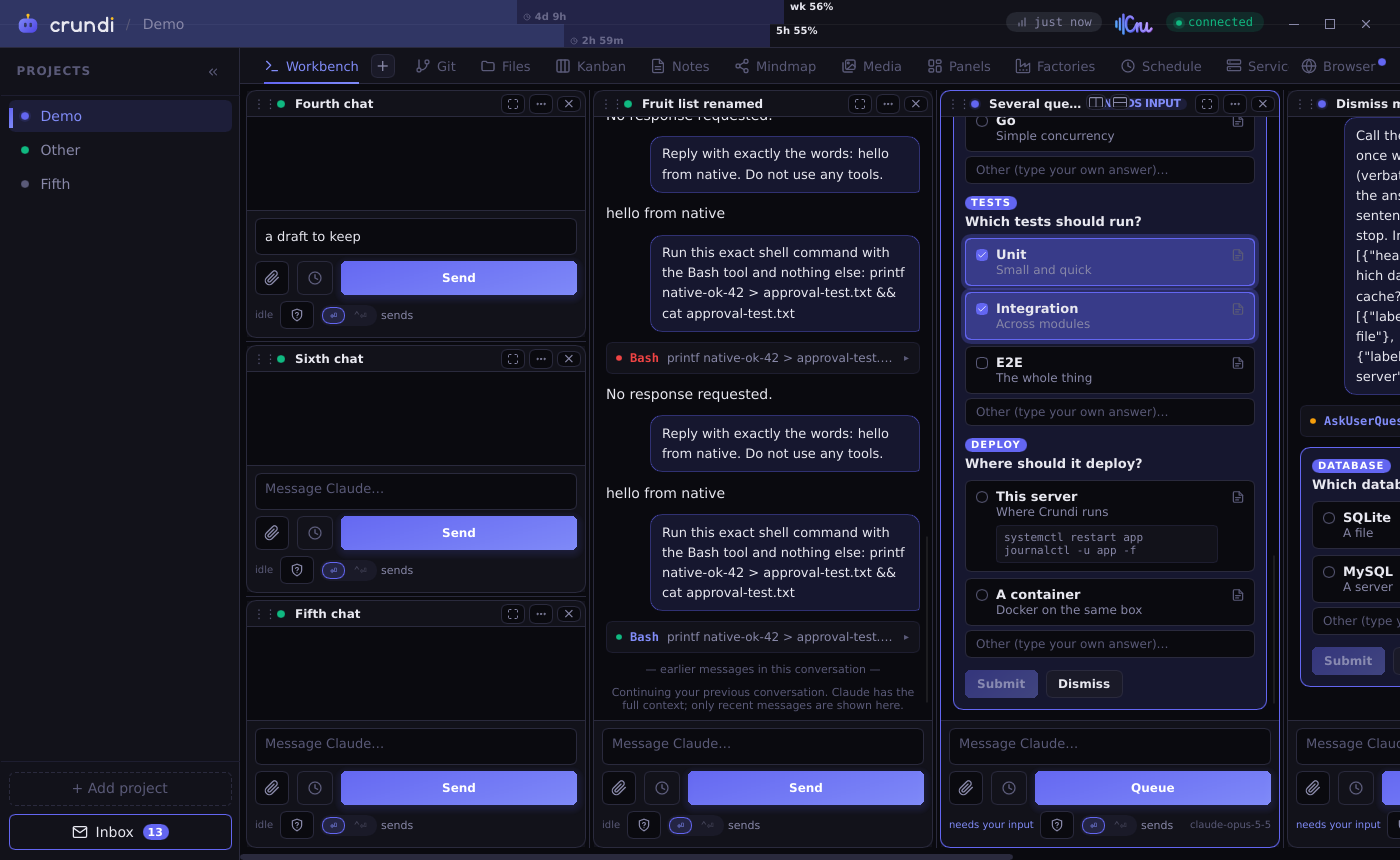 crundi / Demo
4d 9h
wk 56%
2h 59m
5h 55%
just now
Cru
connected
PROJECTS
Demo
Other
Fifth
+ Add project
Inbox 13
Workbench
Git
Files
Kanban
Notes
Mindmap
Media
Panels
Factories
Schedule
Servic
Browser
Fourth chat
a draft to keep
Send
idle
sends
Sixth chat
Message Claude...
Send
idle
sends
Fifth chat
Message Claude...
Send
idle
sends
Fruit list renamed
No response requested.
Reply with exactly the words: hello
from native. Do not use any tools.
hello from native
Run this exact shell command with
the Bash tool and nothing else: printf
native-ok-42 > approval-test.txt &&
cat approval-test.txt
Bash printf native-ok-42 > approval-test....
No response requested.
Reply with exactly the words: hello
from native. Do not use any tools.
hello from native
Run this exact shell command with
the Bash tool and nothing else: printf
native-ok-42 > approval-test.txt &&
cat approval-test.txt
Bash printf native-ok-42 > approval-test....
— earlier messages in this conversation —
Continuing your previous conversation. Claude has the
full context; only recent messages are shown here.
Message Claude...
Send
idle
sends
Several que...
INPUT
Go
Simple concurrency
Other (type your own answer)...
TESTS
Which tests should run?
Unit
Small and quick
Integration
Across modules
E2E
The whole thing
Other (type your own answer)...
DEPLOY
Where should it deploy?
This server
Where Crundi runs
systemctl restart app
journalctl -u app -f
A container
Docker on the same box
Other (type your own answer)...
Submit
Dismiss
Message Claude...
Queue
needs your input
sends
claude-opus-5-5
Dismiss m
Call the
once w
(verbat
the ans
senten
stop. In
[{"hea
hich da
cache?
[{"labe
file"},
{"label
server"
AskUserQues
DATABASE
Which datab
SQLite
A file
MySQL
A server
Other (type y
Submit
Message Clau
needs your input